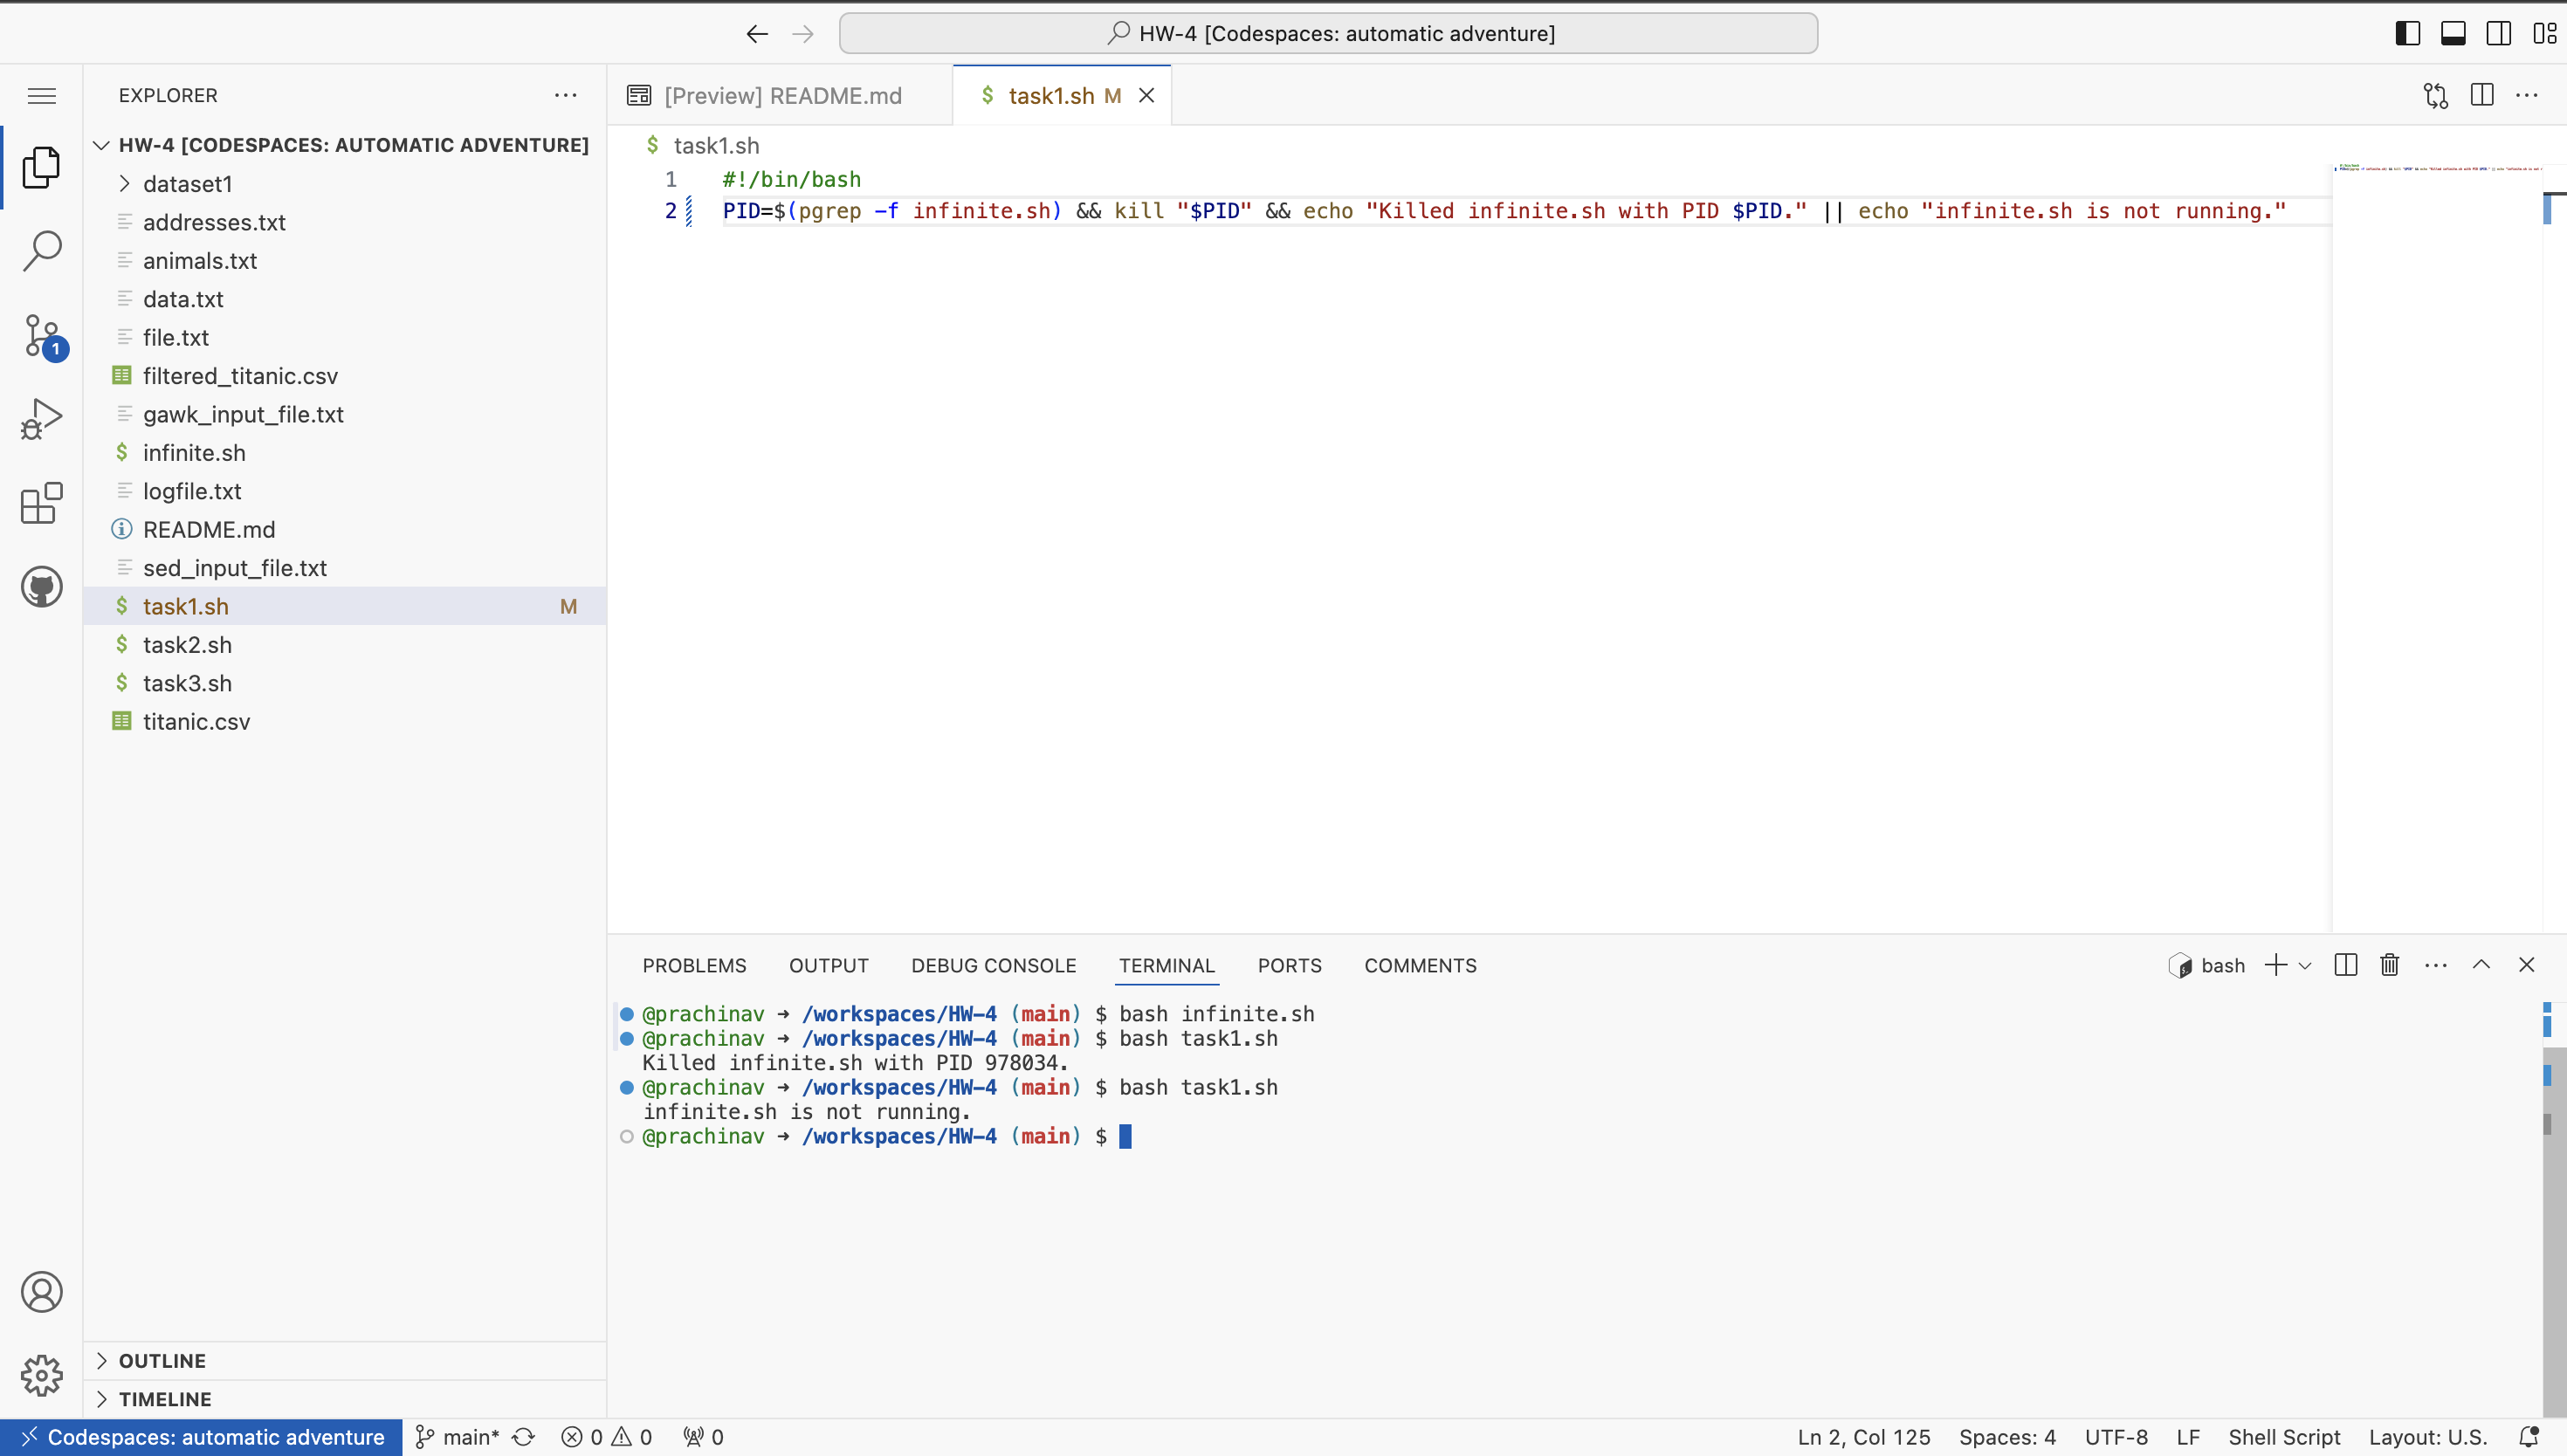 HW-4 [Codespaces: automatic adventure]
EXPLORER
HW-4 [CODESPACES: AUTOMATIC ADVENTURE]
dataset1
addresses.txt
animals.txt
data.txt
file.txt
filtered_titanic.csv
gawk_input_file.txt
$ infinite.sh
logfile.txt
README.md
sed_input_file.txt
$ task1.sh M
$ task2.sh
$ task3.sh
titanic.csv
1
OUTLINE
TIMELINE
[Preview] README.md
$ task1.sh M
$ task1.sh
1 #!/bin/bash
2 PID=$(pgrep -f infinite.sh) && kill "$PID" && echo "Killed infinite.sh with PID $PID." || echo "infinite.sh is not running."
PROBLEMS OUTPUT DEBUG CONSOLE TERMINAL PORTS COMMENTS
bash
@prachinav → /workspaces/HW-4 (main) $ bash infinite.sh
@prachinav → /workspaces/HW-4 (main) $ bash task1.sh
Killed infinite.sh with PID 978034.
@prachinav → /workspaces/HW-4 (main) $ bash task1.sh
infinite.sh is not running.
@prachinav → /workspaces/HW-4 (main) $
Codespaces: automatic adventure main* 0 0 0 Ln 2, Col 125 Spaces: 4 UTF-8 LF Shell Script Layout: U.S.